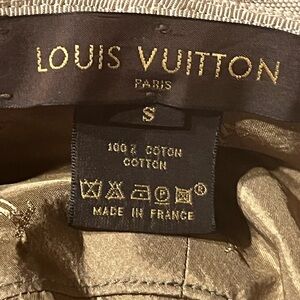 LOUIS VUITTON
PARIS
S
100% COTON
COTTON
P ®
MADE IN FRANCE